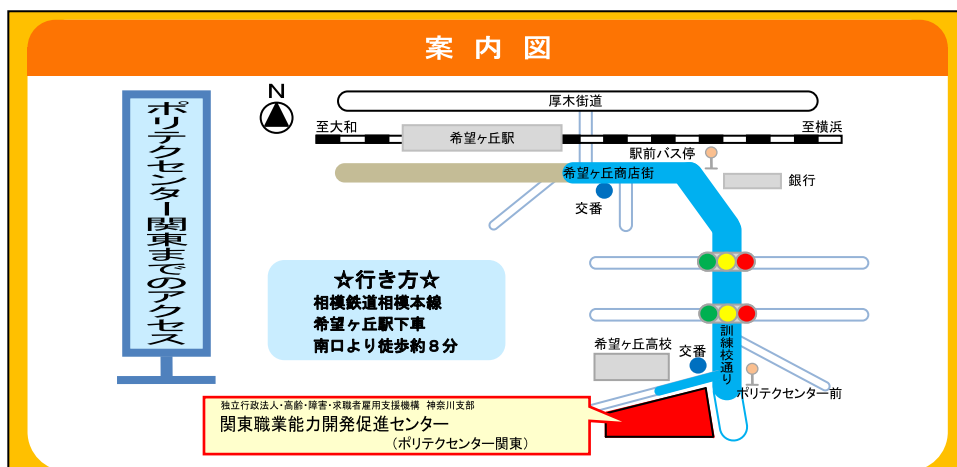 案内図
ポリテクセンター関東までのアクセス
N
厚木街道
至大和
至横浜
希望ヶ丘駅
駅前バス停
希望ヶ丘商店街
銀行
交番
☆行き方☆
相模鉄道相模本線
希望ヶ丘駅下車
南口より徒歩約8分
訓練校通り
希望ヶ丘高校
交番
ポリテクセンター前
独立行政法人・高齢・障害・求職者雇用支援機構 神奈川支部
関東職業能力開発促進センター
(ポリテクセンター関東)